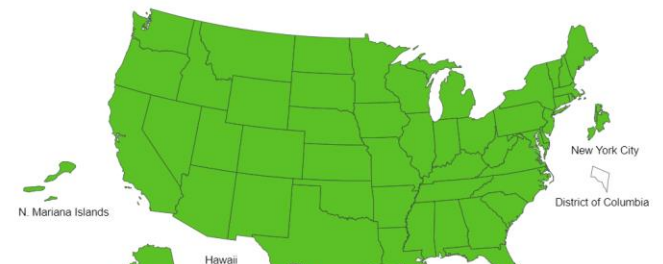 New York City
District of Columbia
N. Mariana Islands
Hawaii